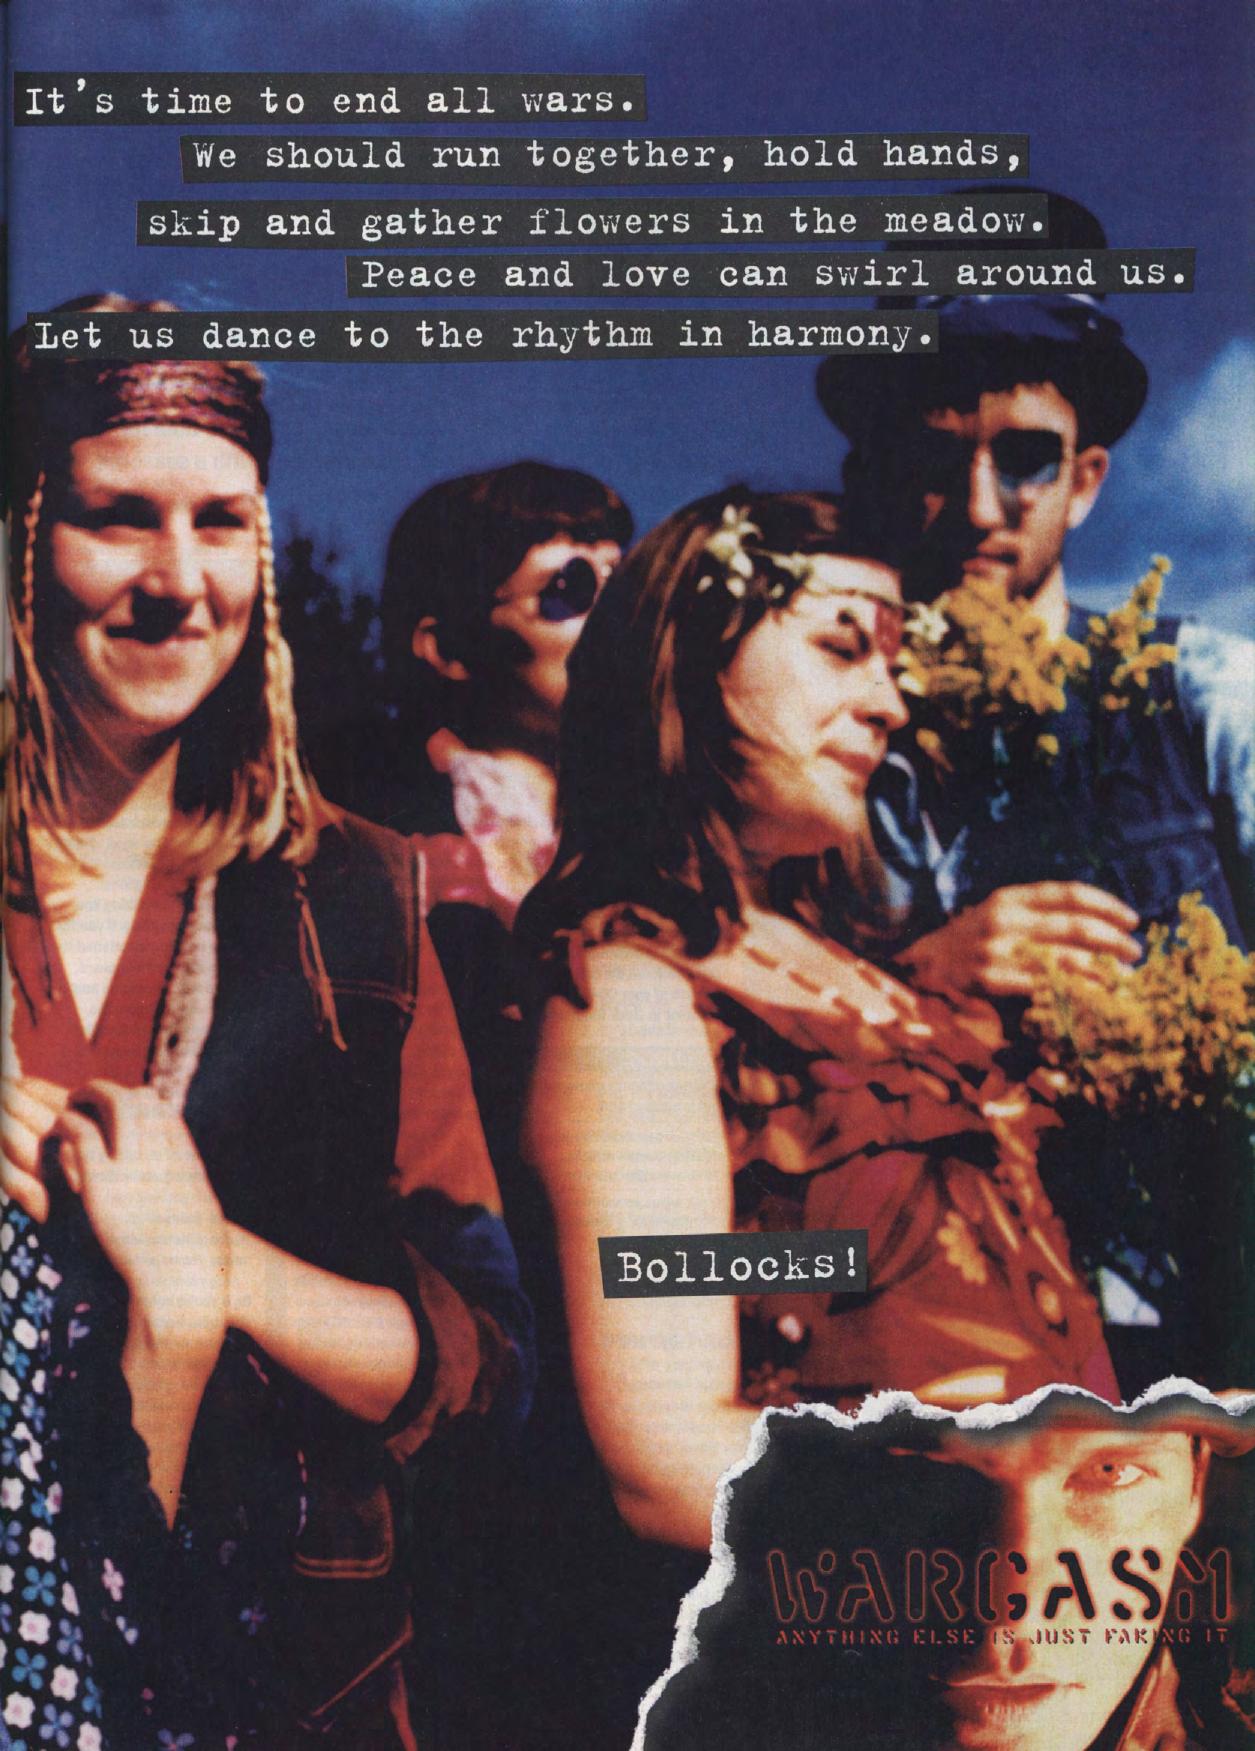 It's time to end all wars.
We should run together, hold hands,
skip and gather flowers in the meadow.
Peace and love can swirl around us.
Let us dance to the rhythm in harmony.
Bollocks!
WARGASM
ANYTHING ELSE IS JUST FAKING IT